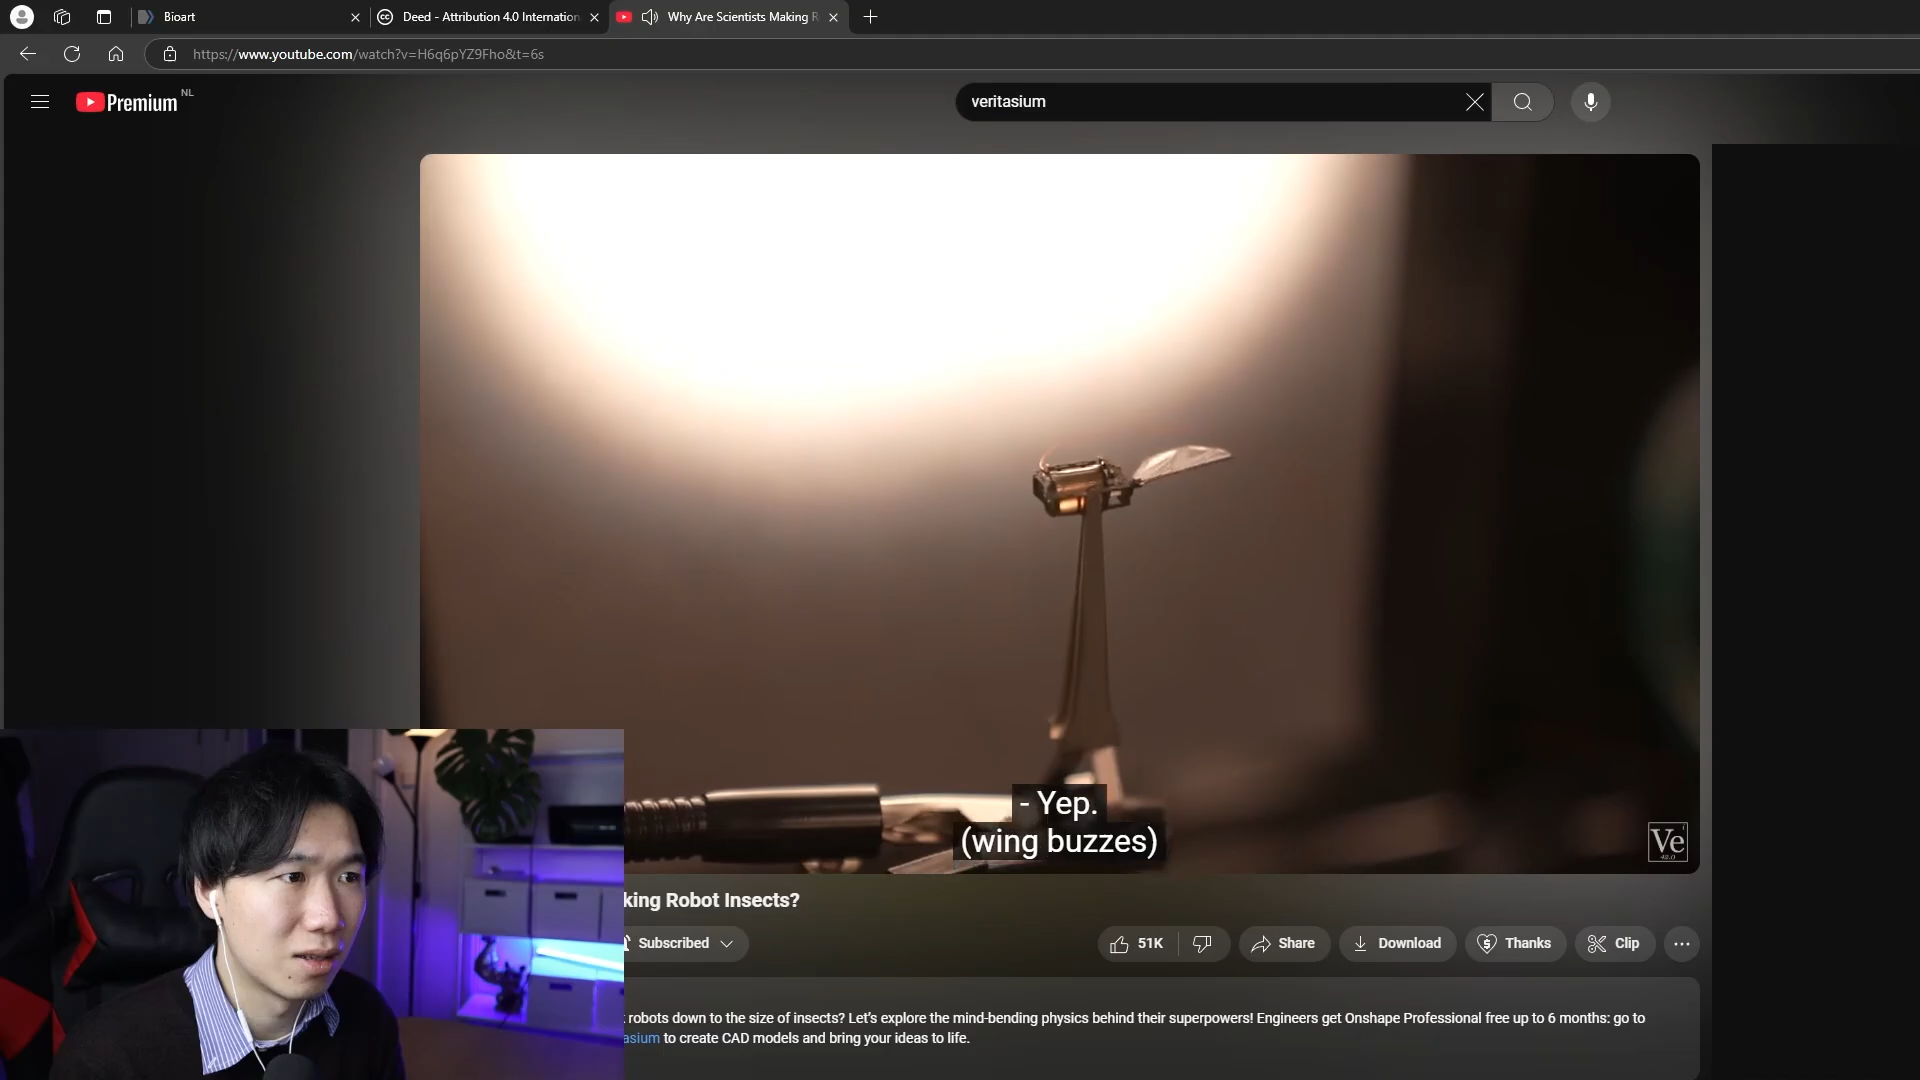 Bioart
Deed - Attribution 4.0 Internation
Why Are Scientists Making R
https://www.youtube.com/watch?v=H6q6pYZ9Fho&t=6s
Premium NL
veritasium
- Yep.
(wing buzzes)
Ve
42.0
king Robot Insects?
Subscribed
51K
Share
Download
Thanks
Clip
robots down to the size of insects? Let's explore the mind-bending physics behind their superpowers! Engineers get Onshape Professional free up to 6 months: go to
asium to create CAD models and bring your ideas to life.